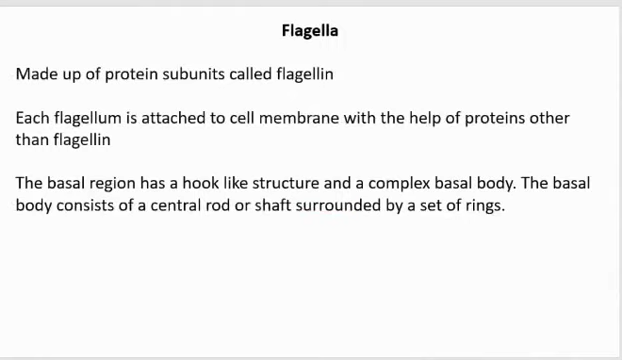 Flagella
Made up of protein subunits called flagellin
Each flagellum is attached to cell membrane with the help of proteins other
than flagellin
The basal region has a hook like structure and a complex basal body. The basal
body consists of a central rod or shaft surrounded by a set of rings.